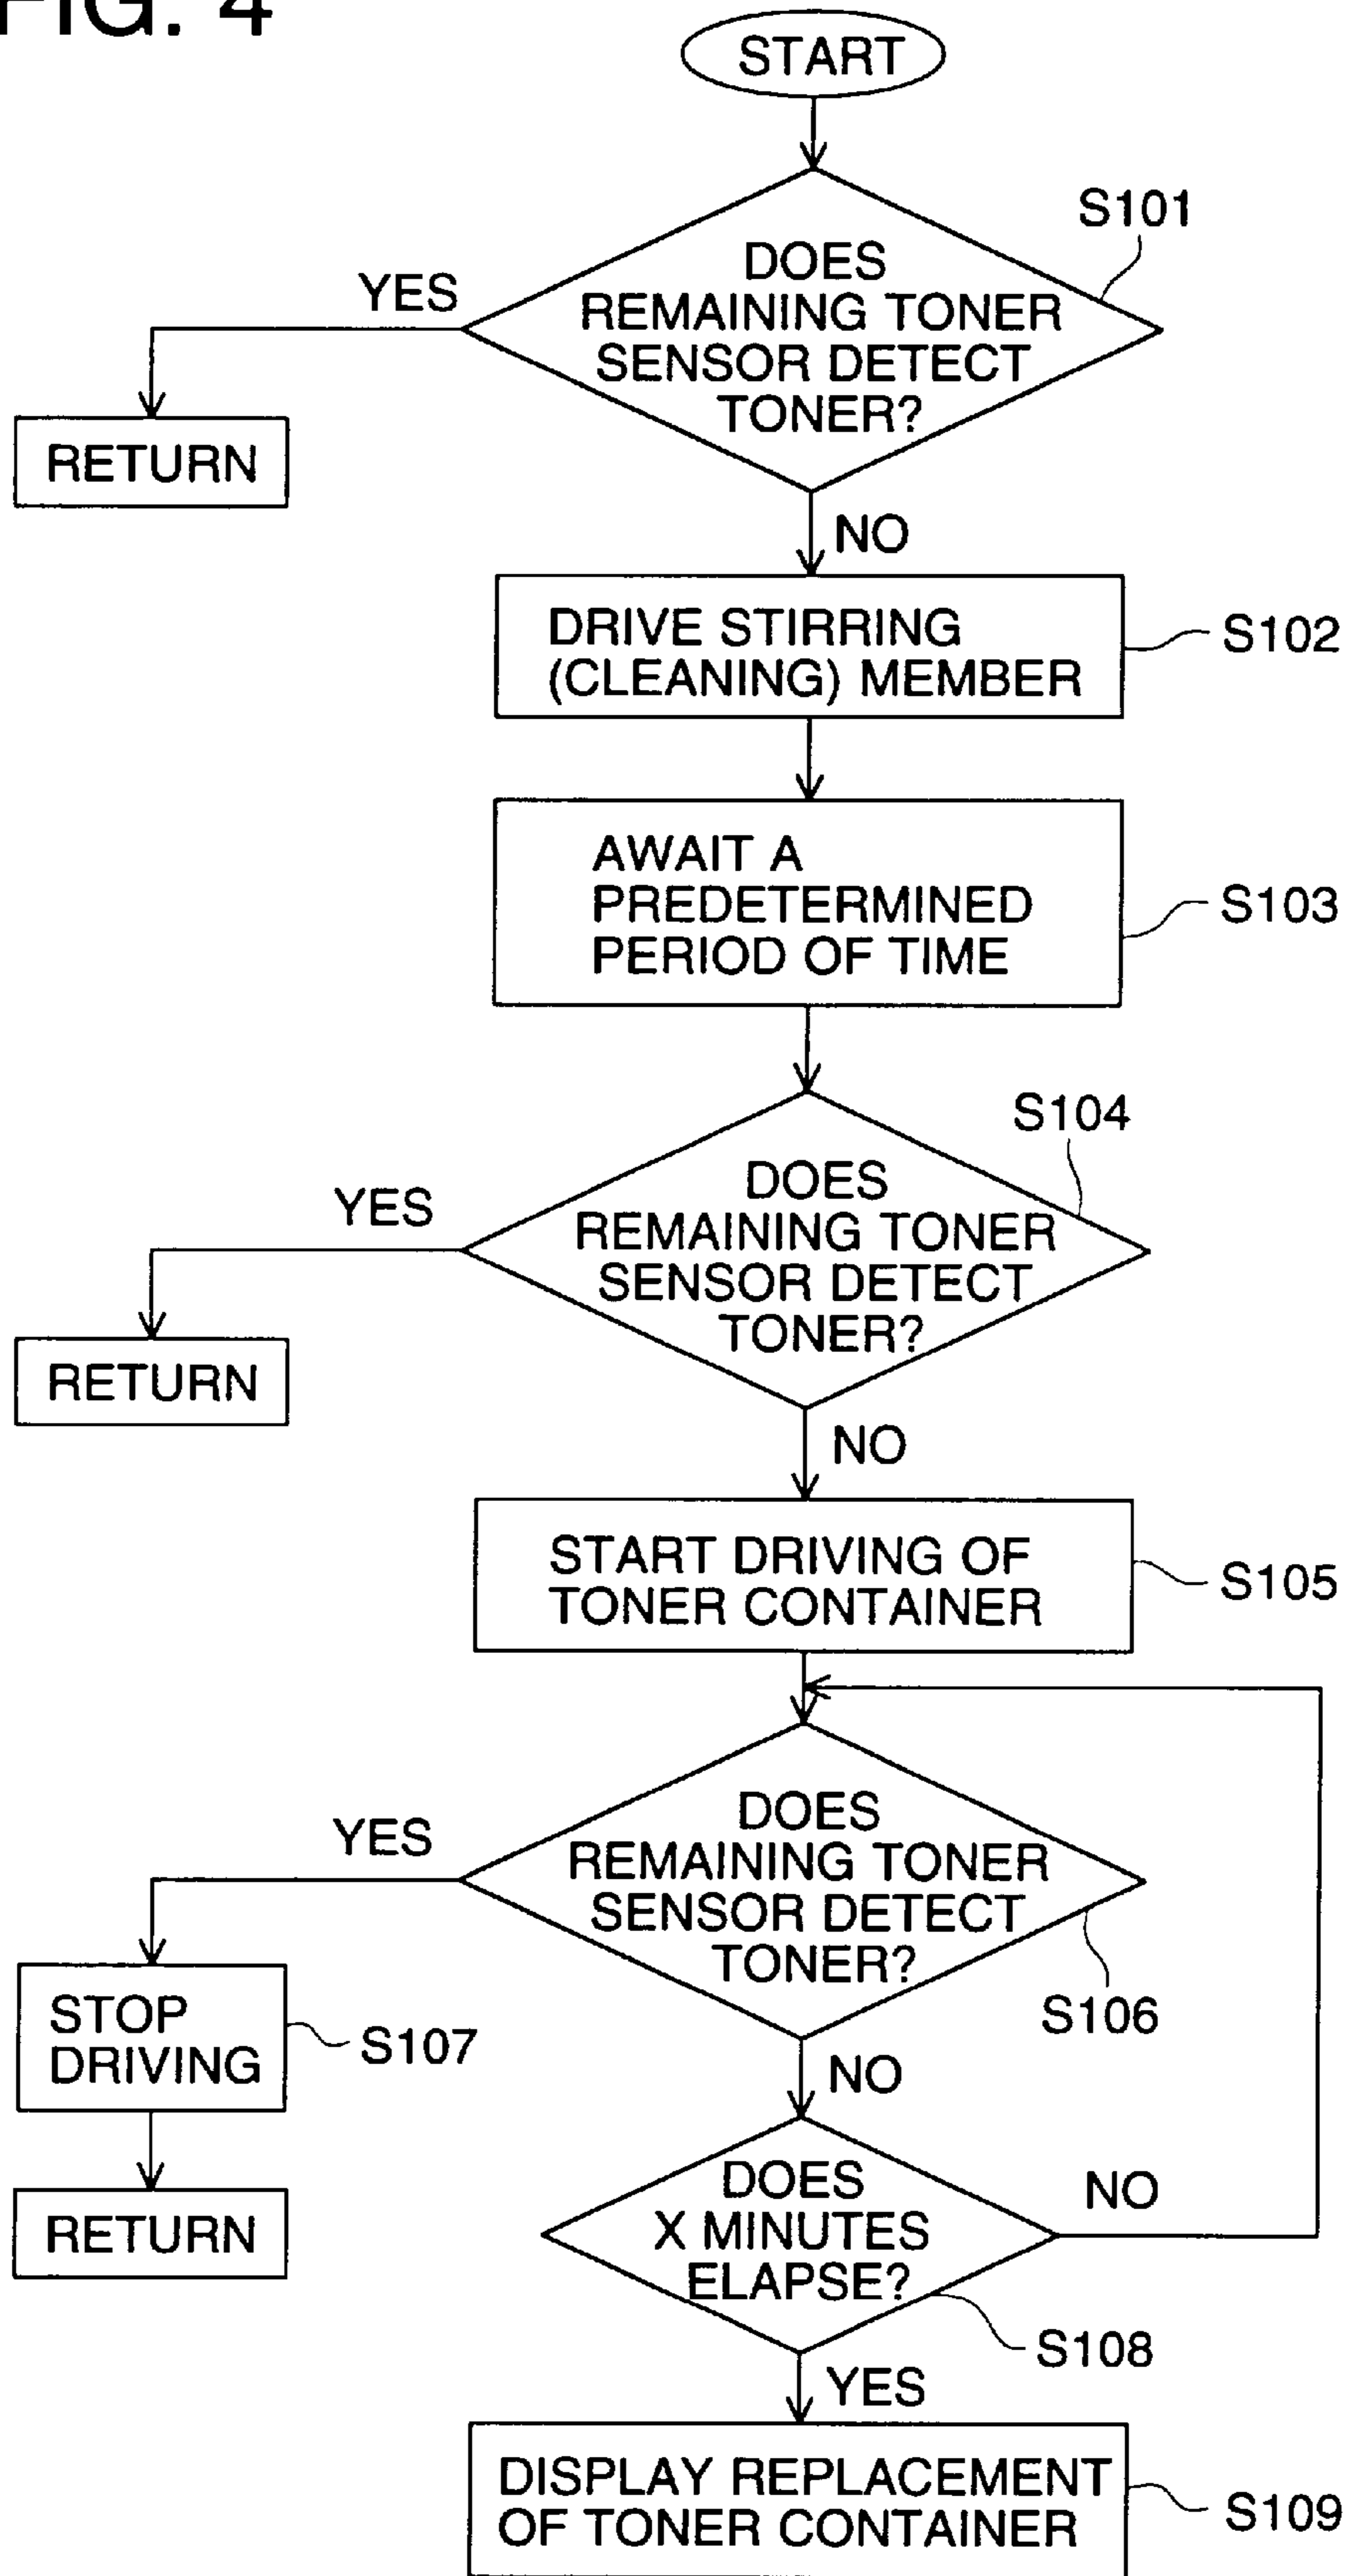 FIG. 4
START
S101
DOES
REMAINING TONER
SENSOR DETECT
TONER?
YES
RETURN
NO
DRIVE STIRRING
(CLEANING) MEMBER
S102
AWAIT A
PREDETERMINED
PERIOD OF TIME
S103
S104
DOES
REMAINING TONER
SENSOR DETECT
TONER?
YES
RETURN
NO
START DRIVING OF
TONER CONTAINER
S105
DOES
REMAINING TONER
SENSOR DETECT
TONER?
YES
S106
STOP
DRIVING
S107
NO
RETURN
DOES
X MINUTES
ELAPSE?
NO
S108
YES
DISPLAY REPLACEMENT
OF TONER CONTAINER
S109